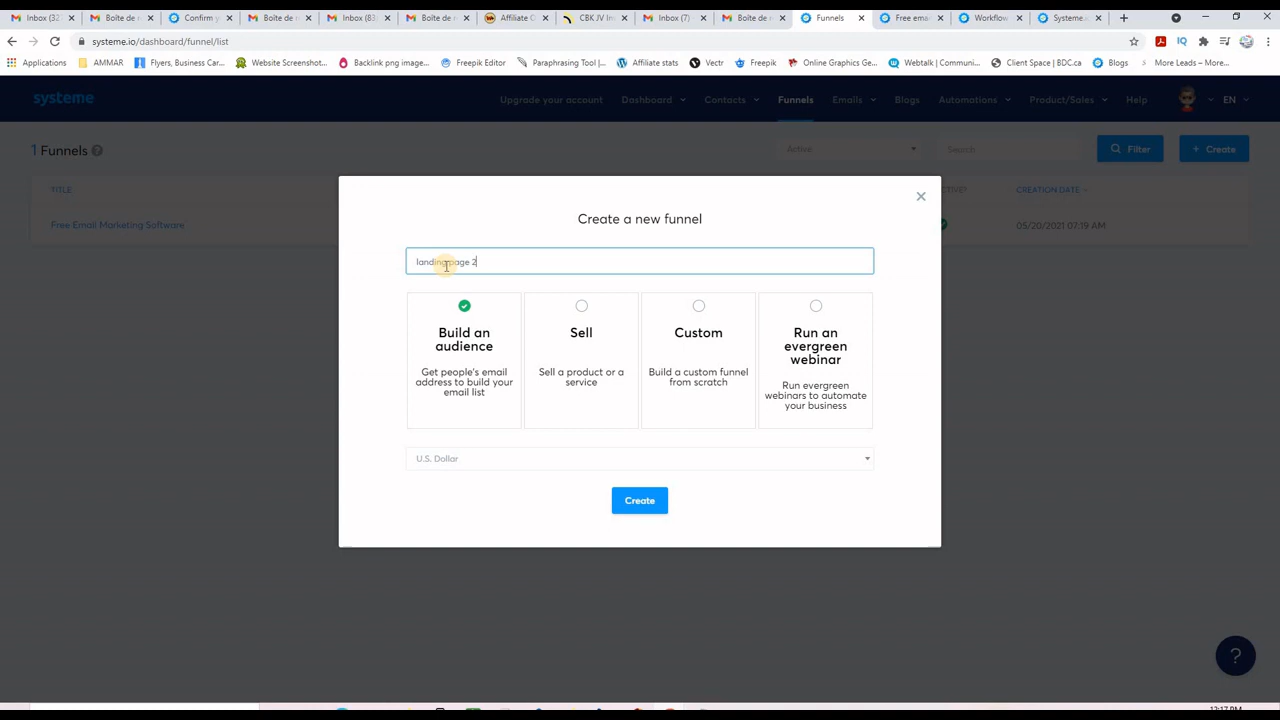 Inbox (32
Boîte de r
Confirm y
Boîte de re
Inbox (83
Boîte de r
Affiliate C
CBK JV In
Inbox (7)
Boîte de r
Funnels
Free ema
Workflow
Systeme.
systeme.io/dashboard/funnel/list
Applications
AMMAR
Flyers, Business Car...
Website Screenshot...
Backlink png image...
Freepik Editor
Paraphrasing Tool |...
Affiliate stats
Vectr
Freepik
Online Graphics Ge...
Webtalk | Communi...
Client Space | BDC.ca
Blogs
More Leads – More...
systeme
Upgrade your account
Dashboard
Contacts
Funnels
Emails
Blogs
Automations
Product/Sales
Help
EN
1 Funnels ?
Active
Search
Filter
+ Create
TITLE
CREATION DATE
Free Email Marketing Software
05/20/2021 07:19 AM
Create a new funnel
landing page 2
Build an
audience
Get people's email
address to build your
email list
Sell
Sell a product or a
service
Custom
Build a custom funnel
from scratch
Run an
evergreen
webinar
Run evergreen
webinars to automate
your business
U.S. Dollar
Create
?